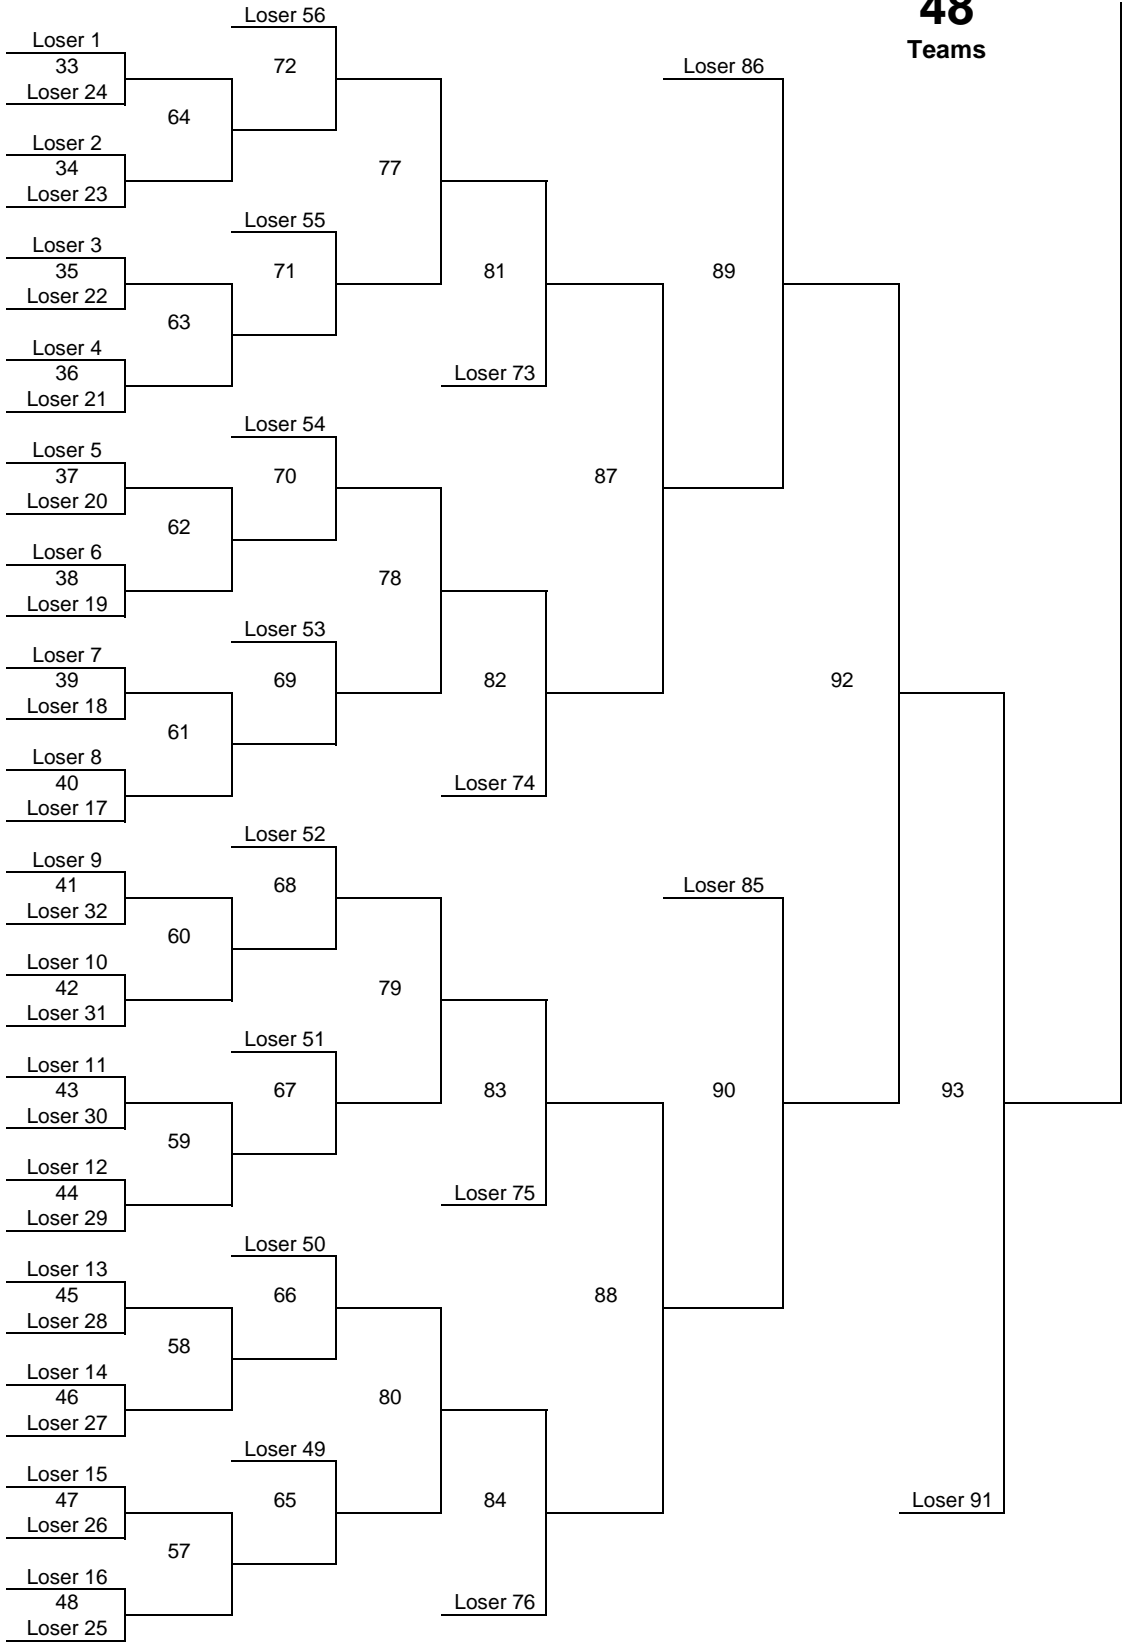 48
Teams
Loser 56
Loser 1
33
72
Loser 86
Loser 24
64
Loser 2
34
77
Loser 23
Loser 55
Loser 3
35
71
81
89
Loser 22
63
Loser 4
36
Loser 73
Loser 21
Loser 54
Loser 5
37
70
87
Loser 20
62
Loser 6
38
78
Loser 19
Loser 53
Loser 7
39
69
82
92
Loser 18
61
Loser 8
40
Loser 74
Loser 17
Loser 52
Loser 9
41
68
Loser 85
Loser 32
60
Loser 10
42
79
Loser 31
Loser 51
Loser 11
43
67
83
90
93
Loser 30
59
Loser 12
44
Loser 75
Loser 29
Loser 50
Loser 13
45
66
88
Loser 28
58
Loser 14
46
80
Loser 27
Loser 49
Loser 15
47
65
84
Loser 91
Loser 26
57
Loser 16
48
Loser 76
Loser 25